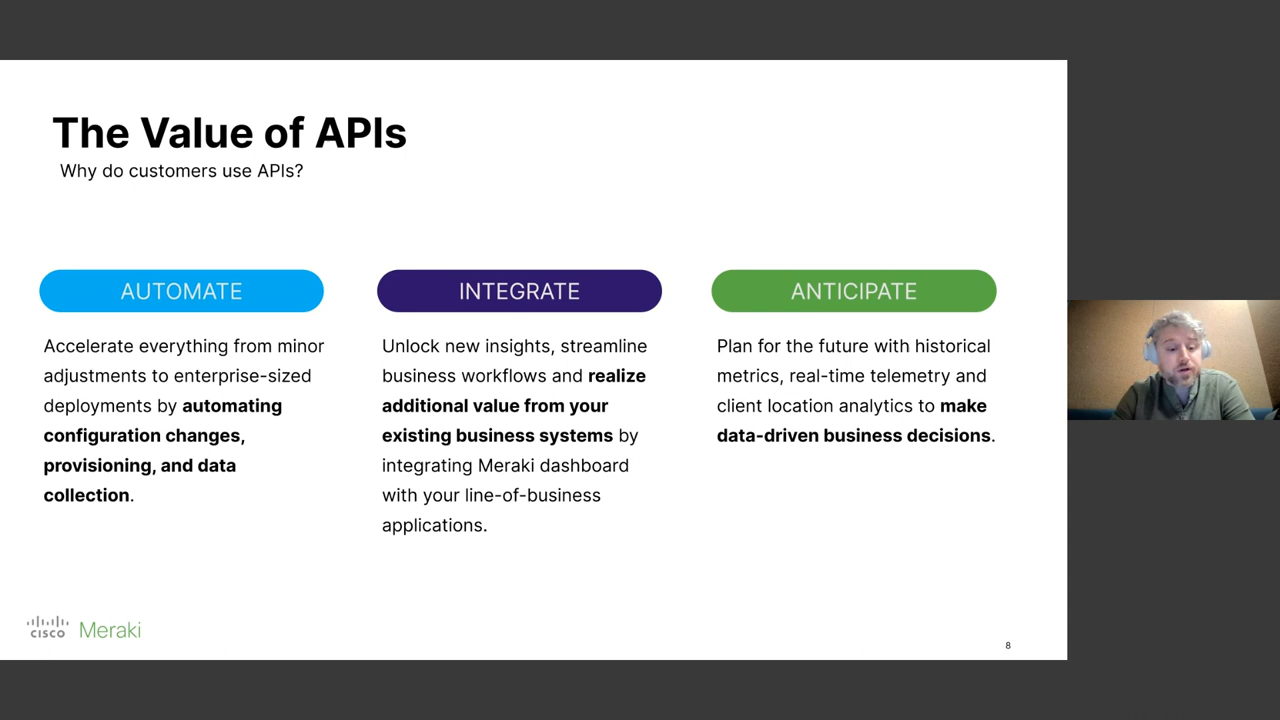 The Value of APIs
Why do customers use APIs?
AUTOMATE
Accelerate everything from minor
adjustments to enterprise-sized
deployments by automating
configuration changes,
provisioning, and data
collection.
INTEGRATE
Unlock new insights, streamline
business workflows and realize
additional value from your
existing business systems by
integrating Meraki dashboard
with your line-of-business
applications.
ANTICIPATE
Plan for the future with historical
metrics, real-time telemetry and
client location analytics to make
data-driven business decisions.
CISCO Meraki
8